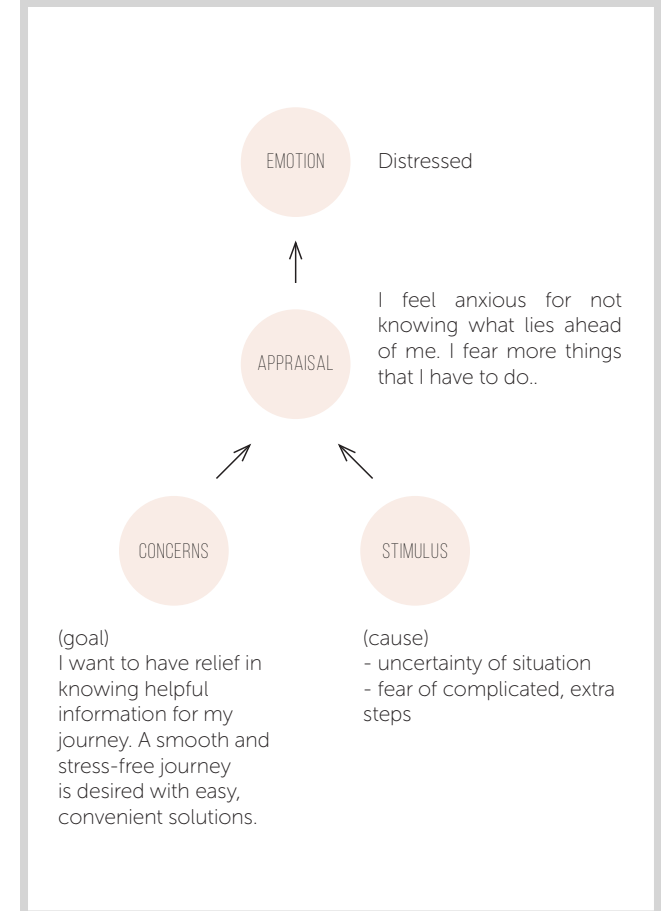 EMOTION
Distressed
I feel anxious for not
knowing what lies ahead
of me. I fear more things
that I have to do..
APPRAISAL
CONCERNS
STIMULUS
(goal)
I want to have relief in
knowing helpful
information for my
journey. A smooth and
stress-free journey
is desired with easy,
convenient solutions.
(cause)
- uncertainty of situation
- fear of complicated, extra
steps